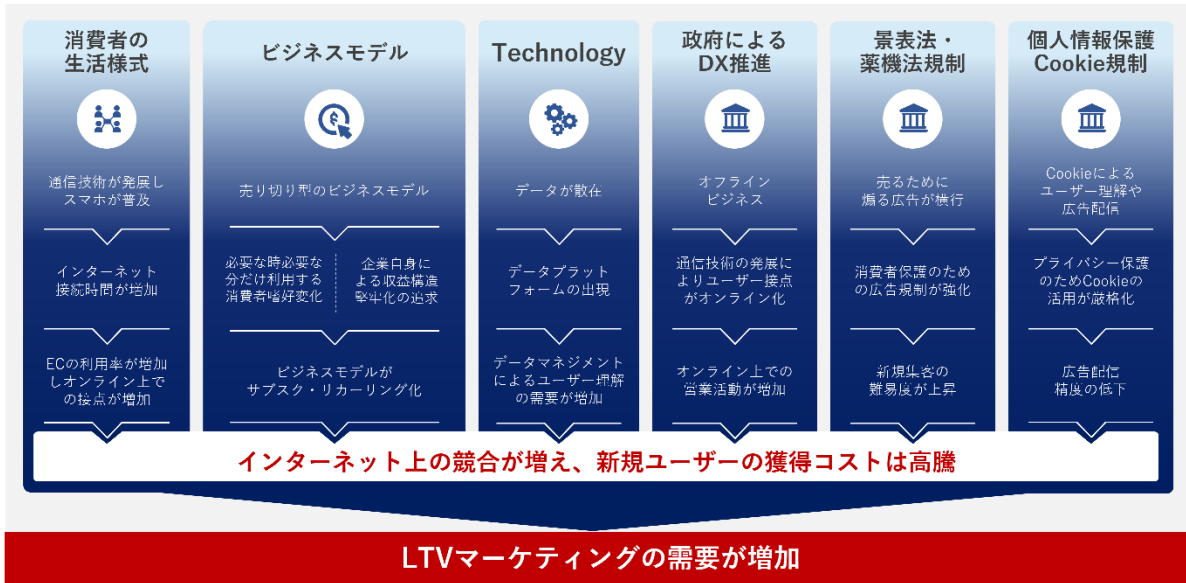 消費者の
生活様式
通信技術が発展し
スマホが普及
インターネット
接続時間が増加
ECの利用率が増加
しオンライン上で
の接点が増加
ビジネスモデル
売り切り型のビジネスモデル
必要な時必要な
分だけ利用する
消費者嗜好変化
企業自身に
よる収益構造
堅牢化の追求
ビジネスモデルが
サブスク・リカーリング化
Technology
データが散在
データプラット
フォームの出現
データマネジメント
によるユーザー理解
の需要が増加
政府による
DX推進
オフライン
ビジネス
通信技術の発展に
よりユーザー接点
がオンライン化
オンライン上での
営業活動が増加
景表法・
薬機法規制
売るために
煽る広告が横行
消費者保護のため
の広告規制が強化
新規集客の
難易度が上昇
個人情報保護
Cookie規制
Cookieによる
ユーザー理解や
広告配信
プライバシー保護
のためCookieの
活用が厳格化
広告配信
精度の低下
インターネット上の競合が増え、新規ユーザーの獲得コストは高騰
LTVマーケティングの需要が増加